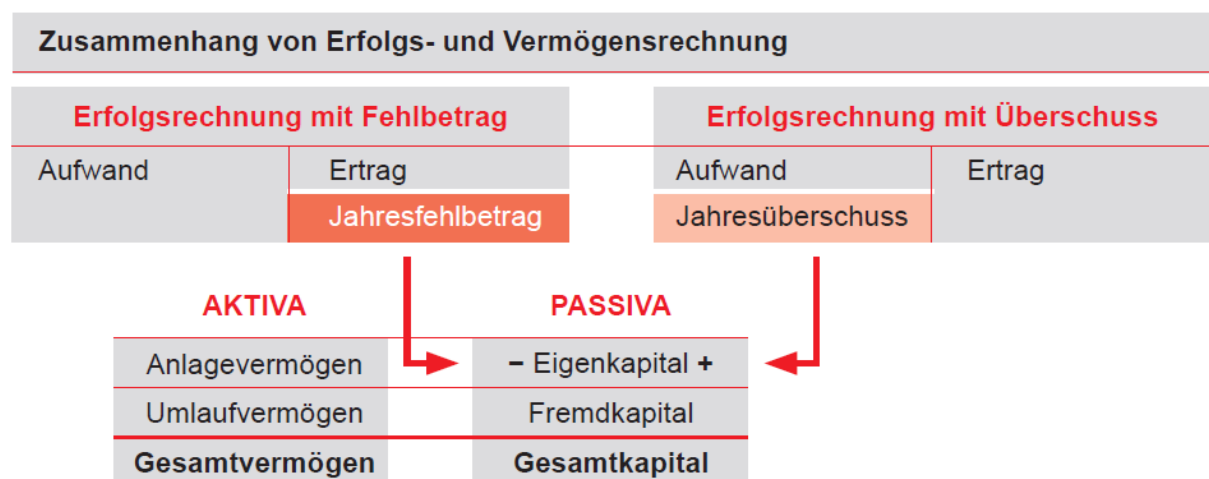 Zusammenhang von Erfolgs- und Vermögensrechnung
Erfolgsrechnung mit Fehlbetrag
Erfolgsrechnung mit Überschuss
Aufwand
Ertrag
Aufwand
Ertrag
Jahresfehlbetrag
Jahresüberschuss
AKTIVA
PASSIVA
Anlagevermögen
– Eigenkapital +
Umlaufvermögen
Fremdkapital
Gesamtvermögen
Gesamtkapital